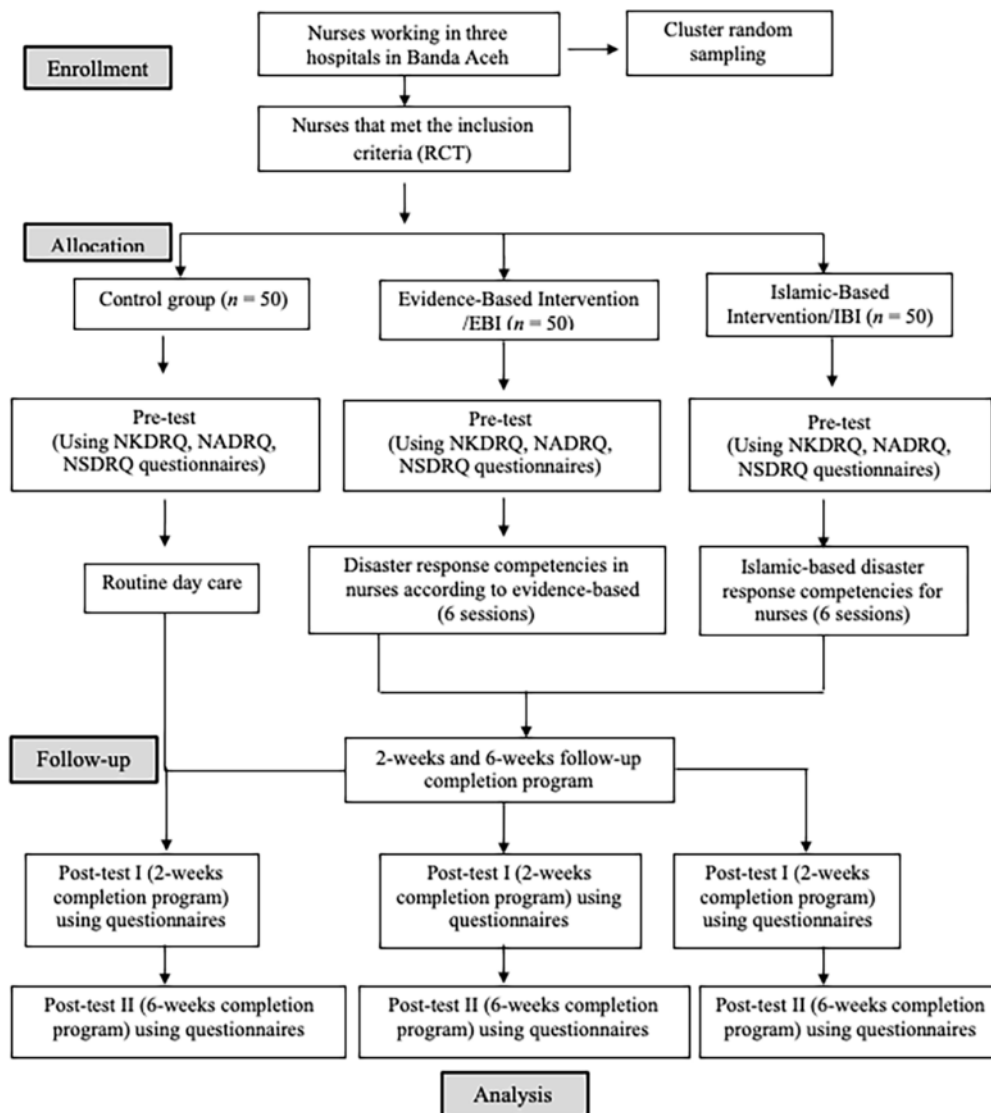 Enrollment
Nurses working in three
hospitals in Banda Aceh
Cluster random
sampling
Nurses that met the inclusion
criteria (RCT)
Allocation
Control group (n = 50)
Evidence-Based Intervention
/EBI (n = 50)
Islamic-Based
Intervention/IBI (n = 50)
Pre-test
(Using NKDRQ, NADRQ,
NSDRQ questionnaires)
Pre-test
(Using NKDRQ, NADRQ,
NSDRQ questionnaires)
Pre-test
(Using NKDRQ, NADRQ,
NSDRQ questionnaires)
Routine day care
Disaster response competencies in
nurses according to evidence-based
(6 sessions)
Islamic-based disaster
response competencies for
nurses (6 sessions)
Follow-up
2-weeks and 6-weeks follow-up
completion program
Post-test I (2-weeks
completion program)
using questionnaires
Post-test I (2-weeks
completion program) using
questionnaires
Post-test I (2-weeks
completion program)
using questionnaires
Post-test II (6-weeks completion
program) using questionnaires
Post-test II (6-weeks completion
program) using questionnaires
Post-test II (6-weeks completion
program) using questionnaires
Analysis